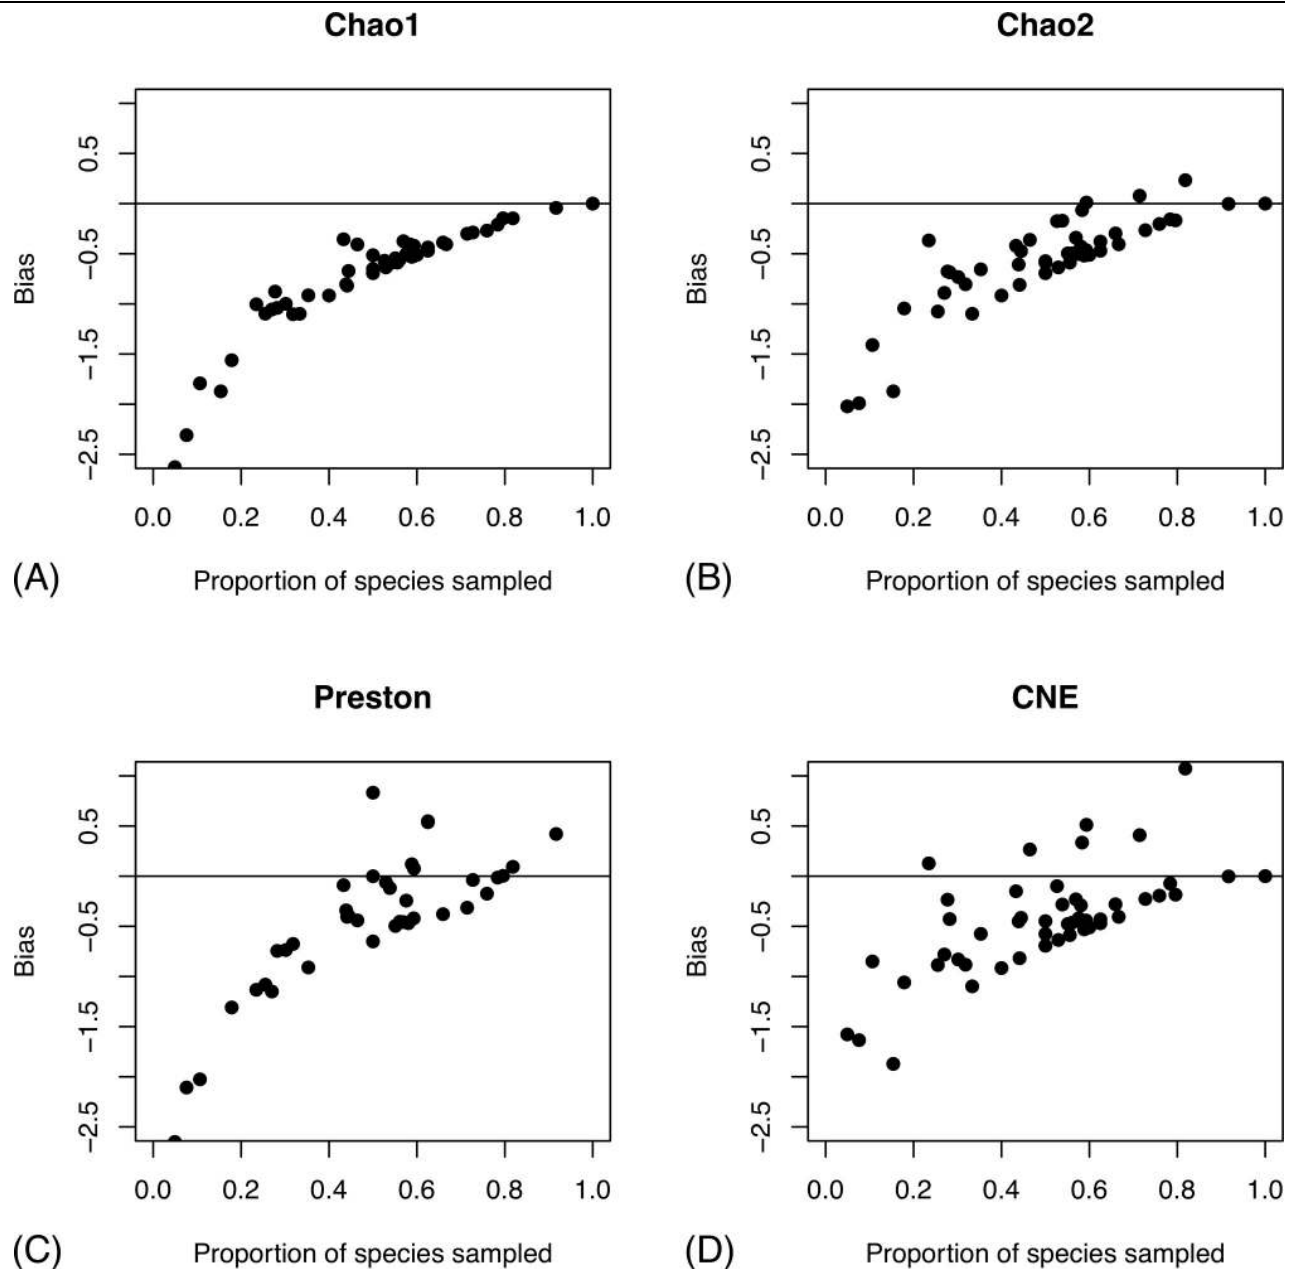 Chao1
Chao2
0.5
−0.5
−1.5
−2.5
Bias
0.0 0.2 0.4 0.6 0.8 1.0
(A) Proportion of species sampled
0.5
−0.5
−1.5
−2.5
Bias
0.0 0.2 0.4 0.6 0.8 1.0
(B) Proportion of species sampled
Preston
CNE
0.5
−0.5
−1.5
−2.5
Bias
0.0 0.2 0.4 0.6 0.8 1.0
(C) Proportion of species sampled
0.5
−0.5
−1.5
−2.5
Bias
0.0 0.2 0.4 0.6 0.8 1.0
(D) Proportion of species sampled